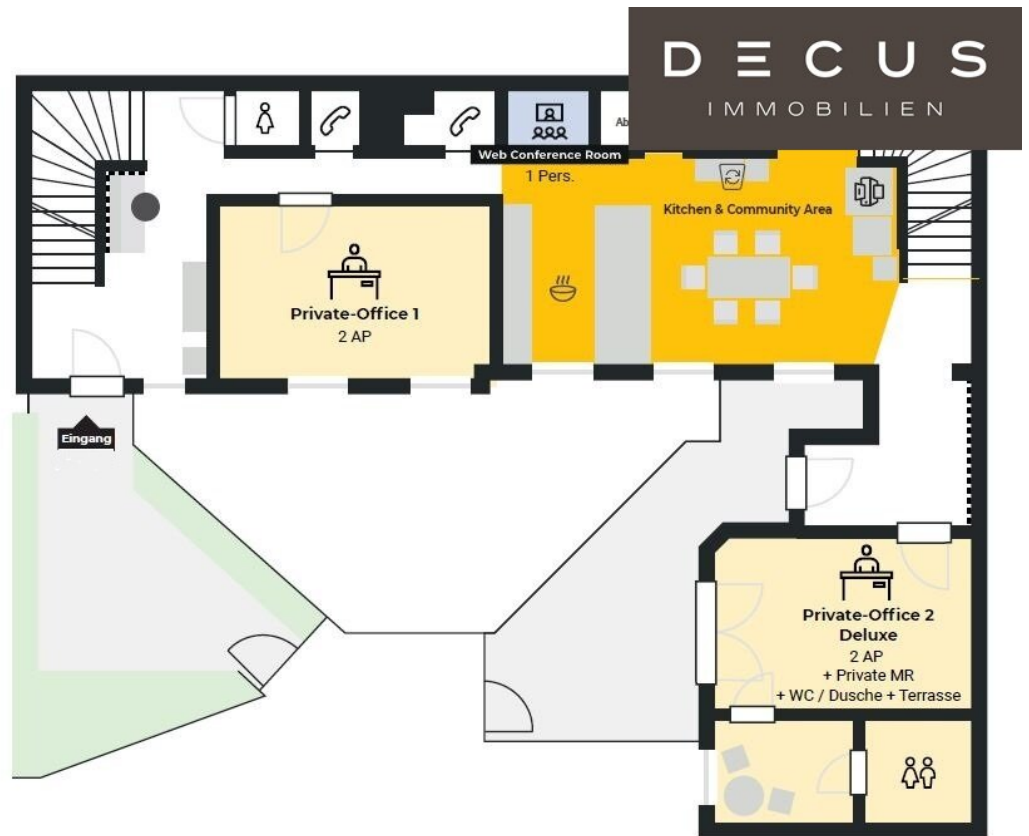 DECUS
IMMOBILIEN
Ab
Web Conference Room
1 Pers.
Kitchen & Community Area
Private-Office 1
2 AP
Eingang
Private-Office 2
Deluxe
2 AP
+ Private MR
+ WC / Dusche + Terrasse